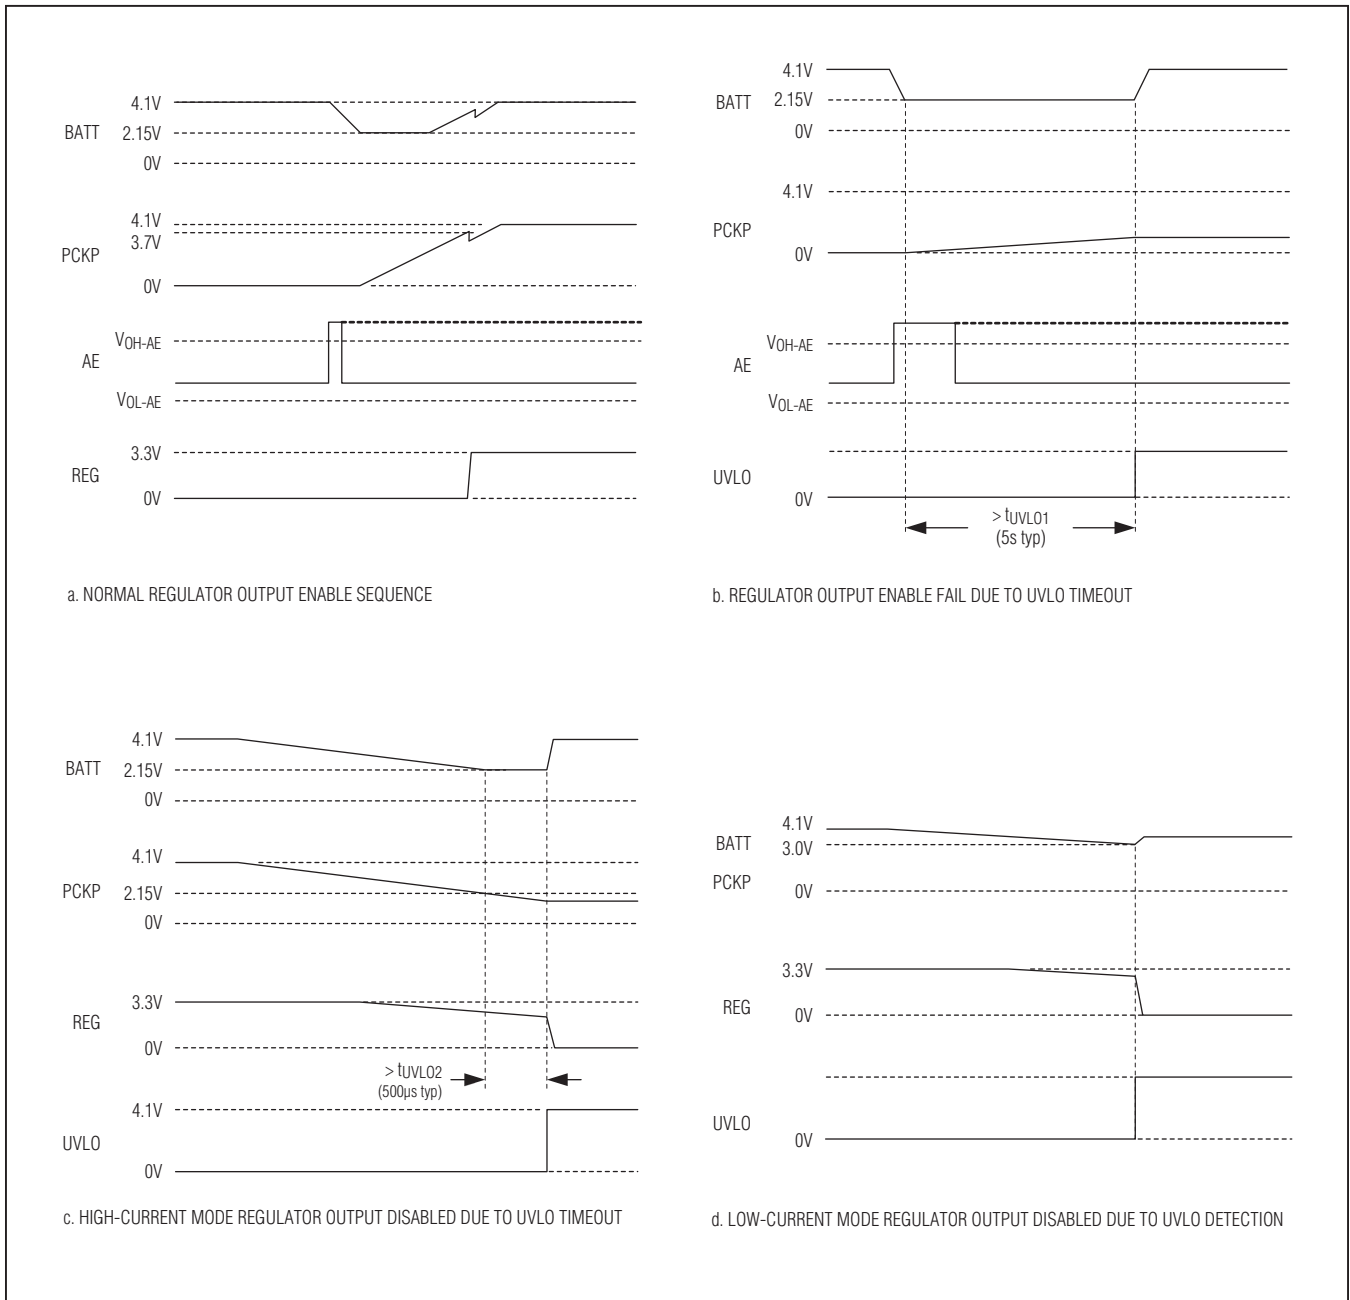 4.1V
BATT 2.15V
0V
4.1V
3.7V
PCKP
0V
VOH-AE
AE
VOL-AE
3.3V
REG
0V
a. NORMAL REGULATOR OUTPUT ENABLE SEQUENCE
4.1V
BATT 2.15V
0V
4.1V
PCKP
0V
VOH-AE
AE
VOL-AE
UVLO
0V
> tUVLO1
(5s typ)
b. REGULATOR OUTPUT ENABLE FAIL DUE TO UVLO TIMEOUT
4.1V
BATT 2.15V
0V
4.1V
PCKP 2.15V
0V
3.3V
REG
0V
> tUVLO2
(500µs typ)
4.1V
UVLO
0V
c. HIGH-CURRENT MODE REGULATOR OUTPUT DISABLED DUE TO UVLO TIMEOUT
4.1V
BATT
3.0V
PCKP
0V
3.3V
REG
0V
UVLO
0V
d. LOW-CURRENT MODE REGULATOR OUTPUT DISABLED DUE TO UVLO DETECTION